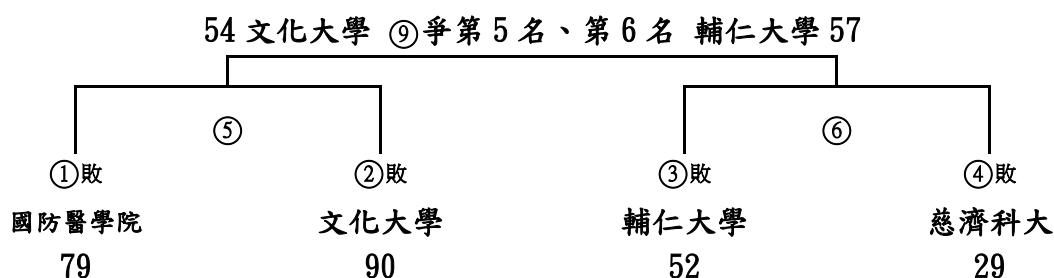 54 文化大學 ⑨爭第 5 名、第 6 名 輔仁大學 57
⑤ ⑥
①敗 ②敗 ③敗 ④敗
國防醫學院 文化大學 輔仁大學 慈濟科大
79 90 52 29